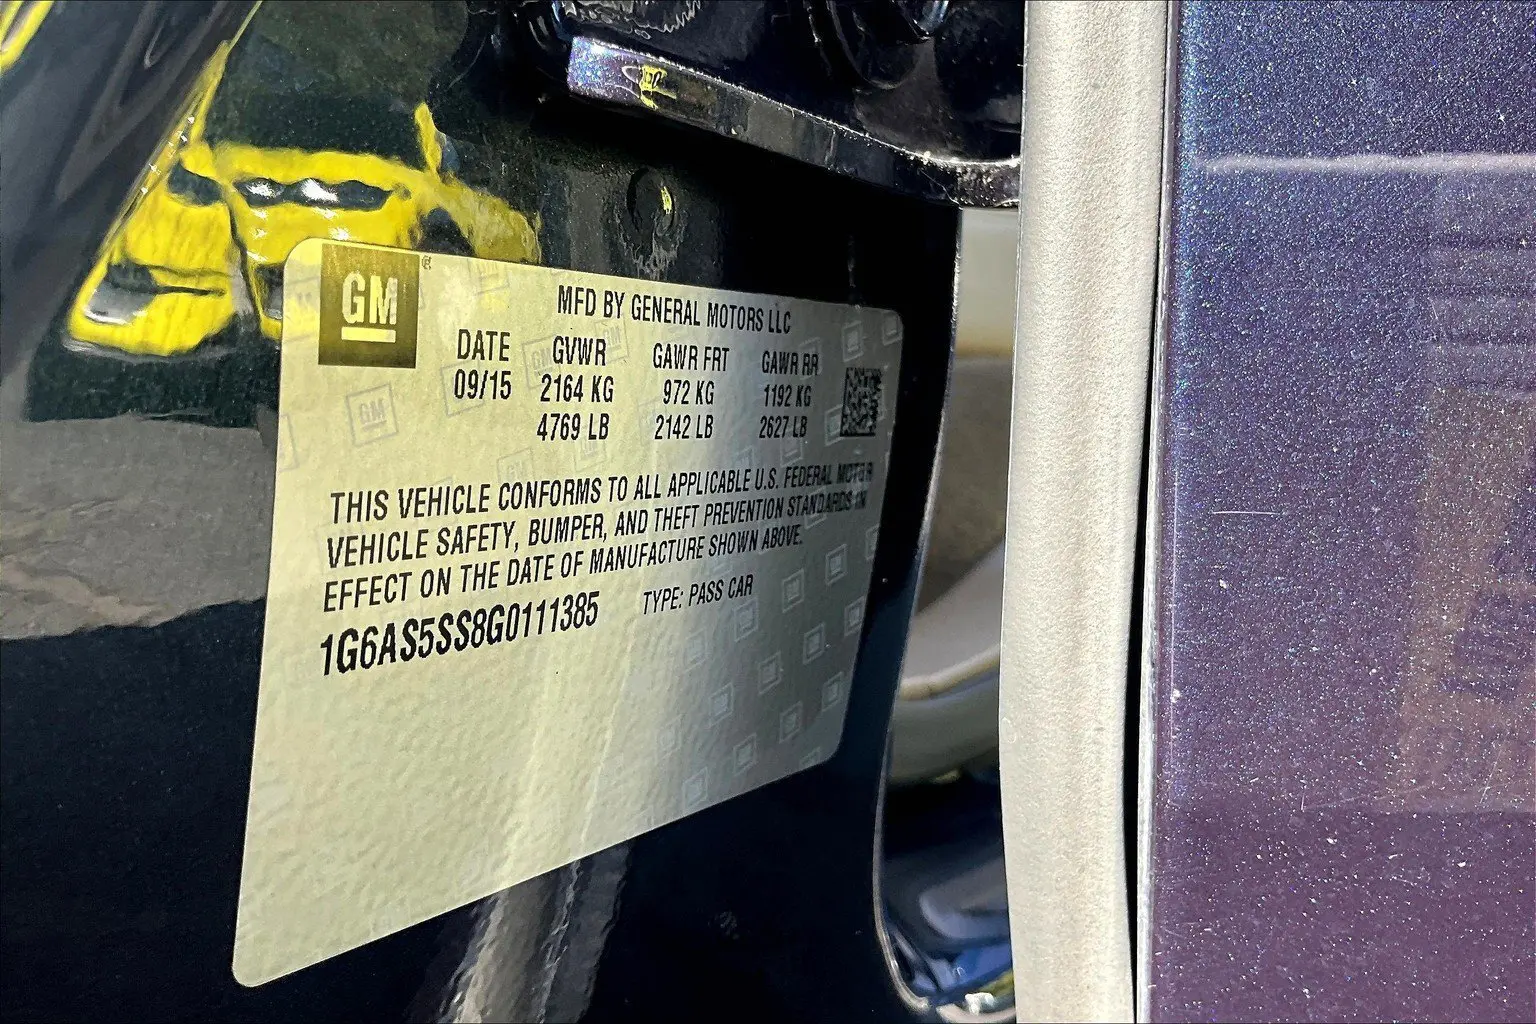 GM
MFD BY GENERAL MOTORS LLC
DATE GVWR GAWR FRT GAWR RR
09/15 2164 KG 972 KG 1192 KG
4769 LB 2142 LB 2627 LB
THIS VEHICLE CONFORMS TO ALL APPLICABLE U.S. FEDERAL MOTOR
VEHICLE SAFETY, BUMPER, AND THEFT PREVENTION STANDARDS IN
EFFECT ON THE DATE OF MANUFACTURE SHOWN ABOVE.
1G6AS5SS8G0111385 TYPE: PASS CAR